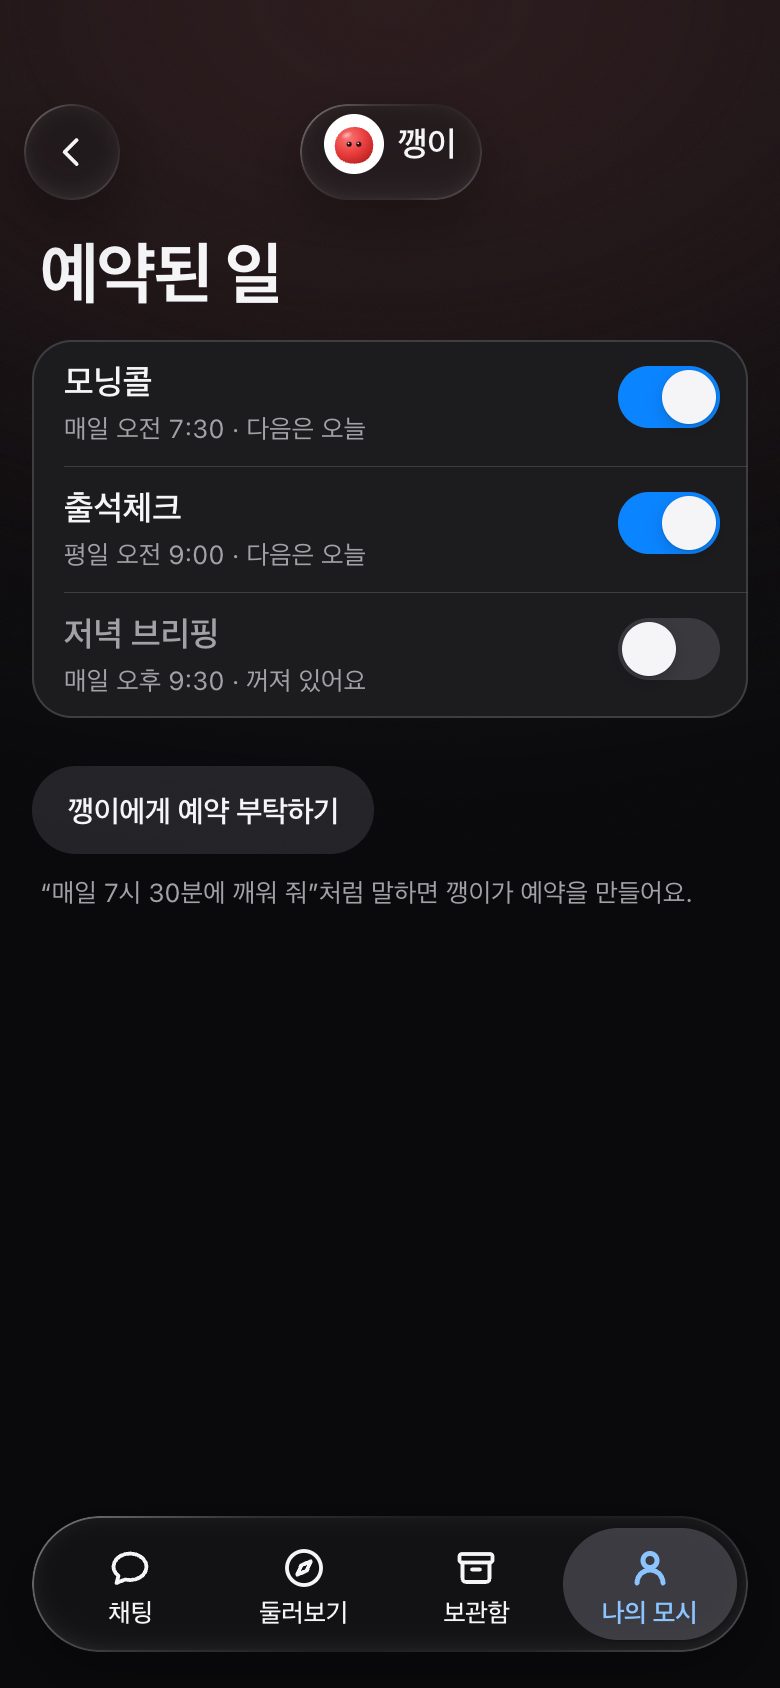 깽이
예약된 일
모닝콜
매일 오전 7:30 · 다음은 오늘
출석체크
평일 오전 9:00 · 다음은 오늘
저녁 브리핑
매일 오후 9:30 · 꺼져 있어요
깽이에게 예약 부탁하기
“매일 7시 30분에 깨워 줘”처럼 말하면 깽이가 예약을 만들어요.
채팅
둘러보기
보관함
나의 모시